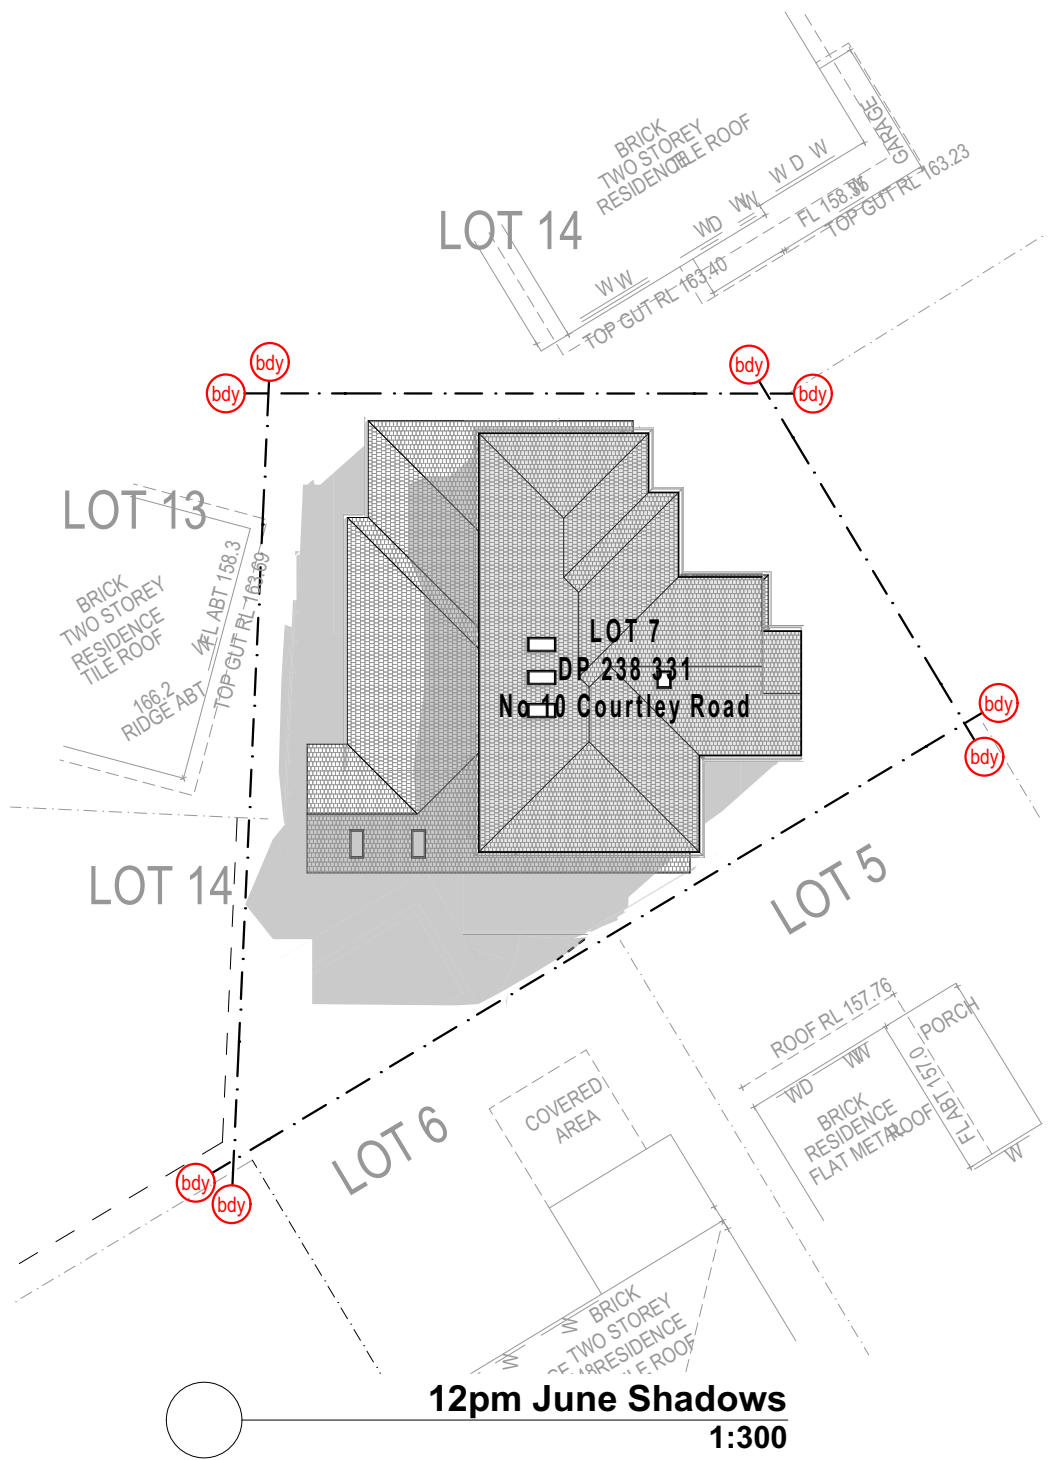 GARAGE
BRICK
TWO STOREY
RESIDENCE
TILE ROOF
W D W
WD
WW
FL 158.35
W
TOP GUT RL 163.23
LOT 14
W W
TOP GUT RL 163.40
bdy
bdy
bdy
bdy
LOT 13
BRICK
TWO STOREY
RESIDENCE
TILE ROOF
W
FL ABT 158.3
TOP GUT RL 163.69
166.2
RIDGE ABT
LOT 7
DP 238 331
No 10 Courtley Road
bdy
bdy
LOT 14
LOT 5
ROOF RL 157.76
PORCH
WD
WW
FL ABT 157.0
BRICK
RESIDENCE
FLAT METAL
ROOF
W
COVERED
AREA
LOT 6
bdy
bdy
BRICK
TWO STOREY
RESIDENCE
TILE ROOF
W
W
12pm June Shadows
1:300